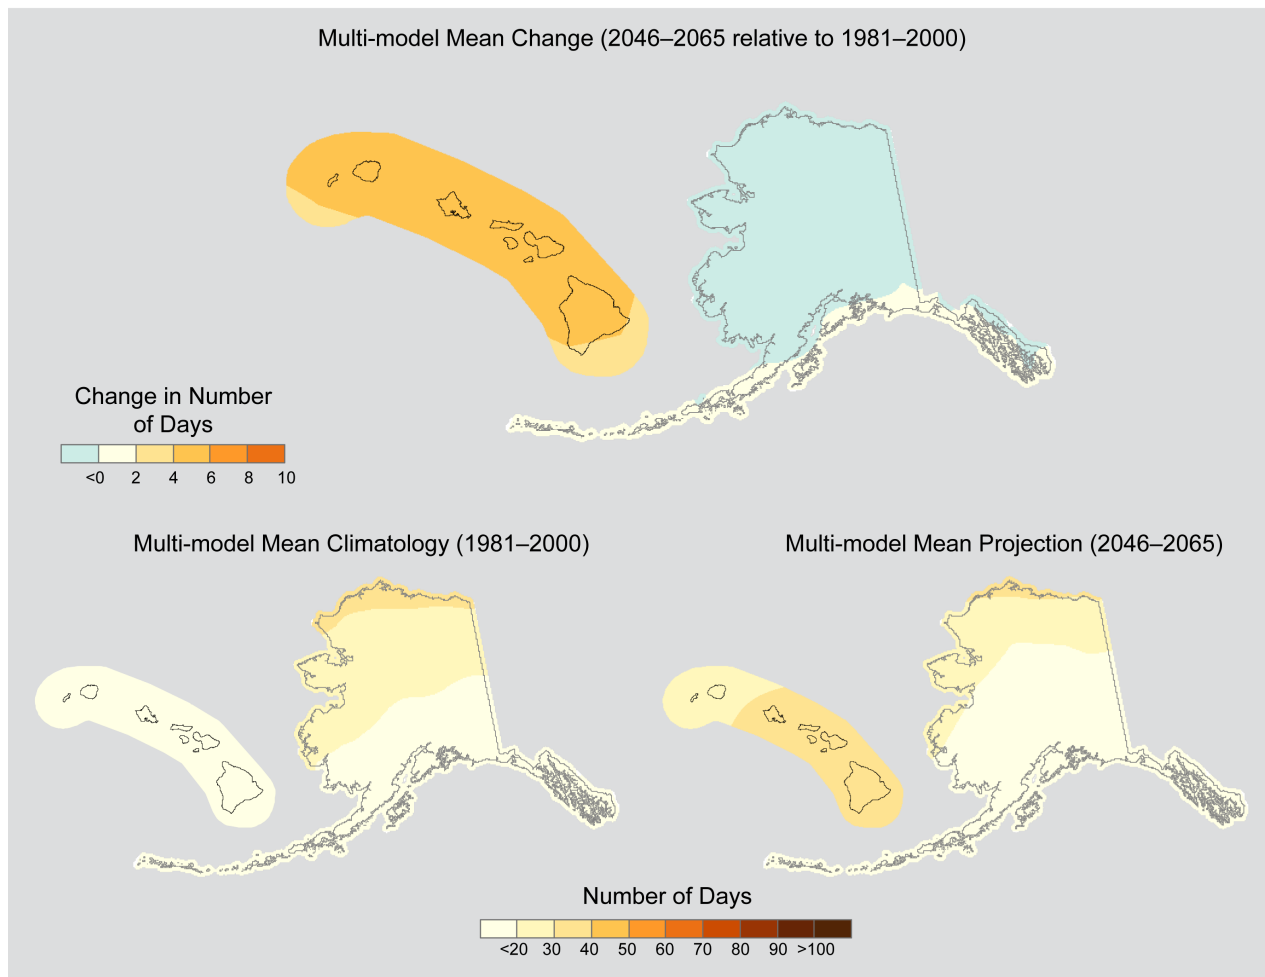 Multi-model Mean Change (2046–2065 relative to 1981–2000)
Change in Number
of Days
<0 2 4 6 8 10
Multi-model Mean Climatology (1981–2000)
Multi-model Mean Projection (2046–2065)
Number of Days
<20 30 40 50 60 70 80 90 >100